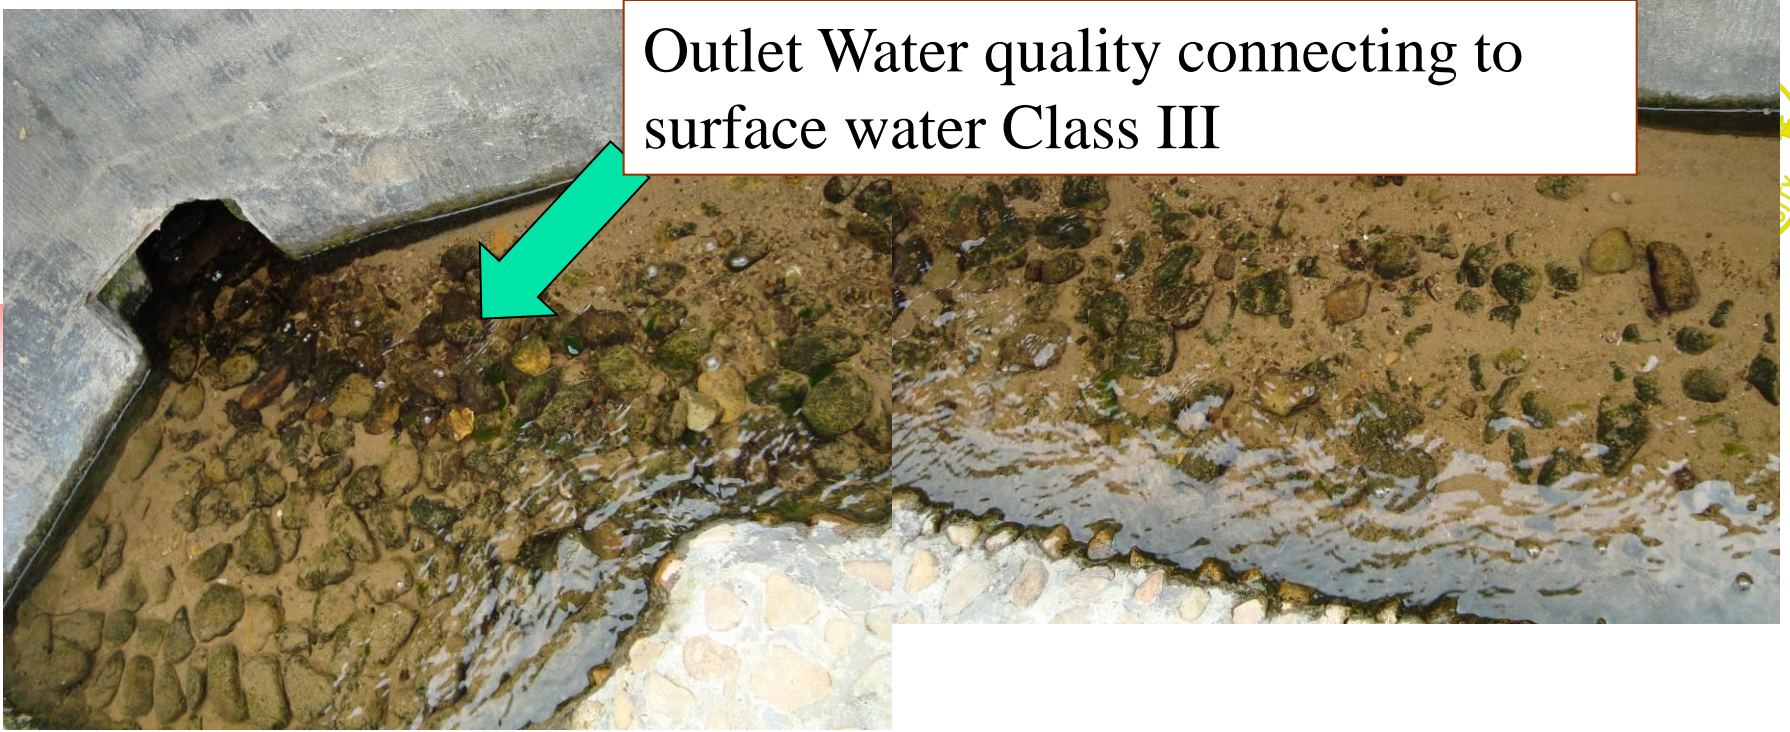 Outlet Water quality connecting to
surface water Class III